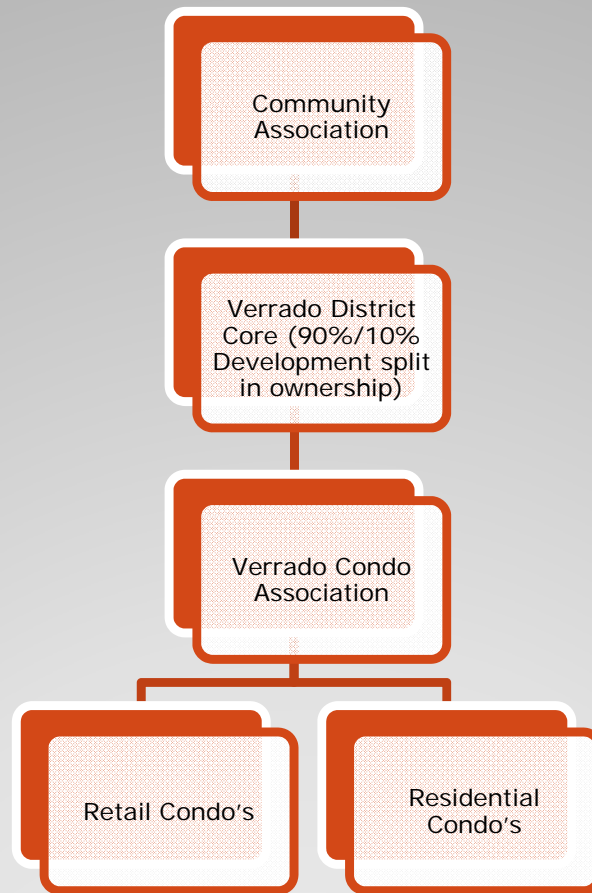 Community
Association
Verrado District
Core (90%/10%
Development split
in ownership)
Verrado Condo
Association
Retail Condo's
Residential
Condo's